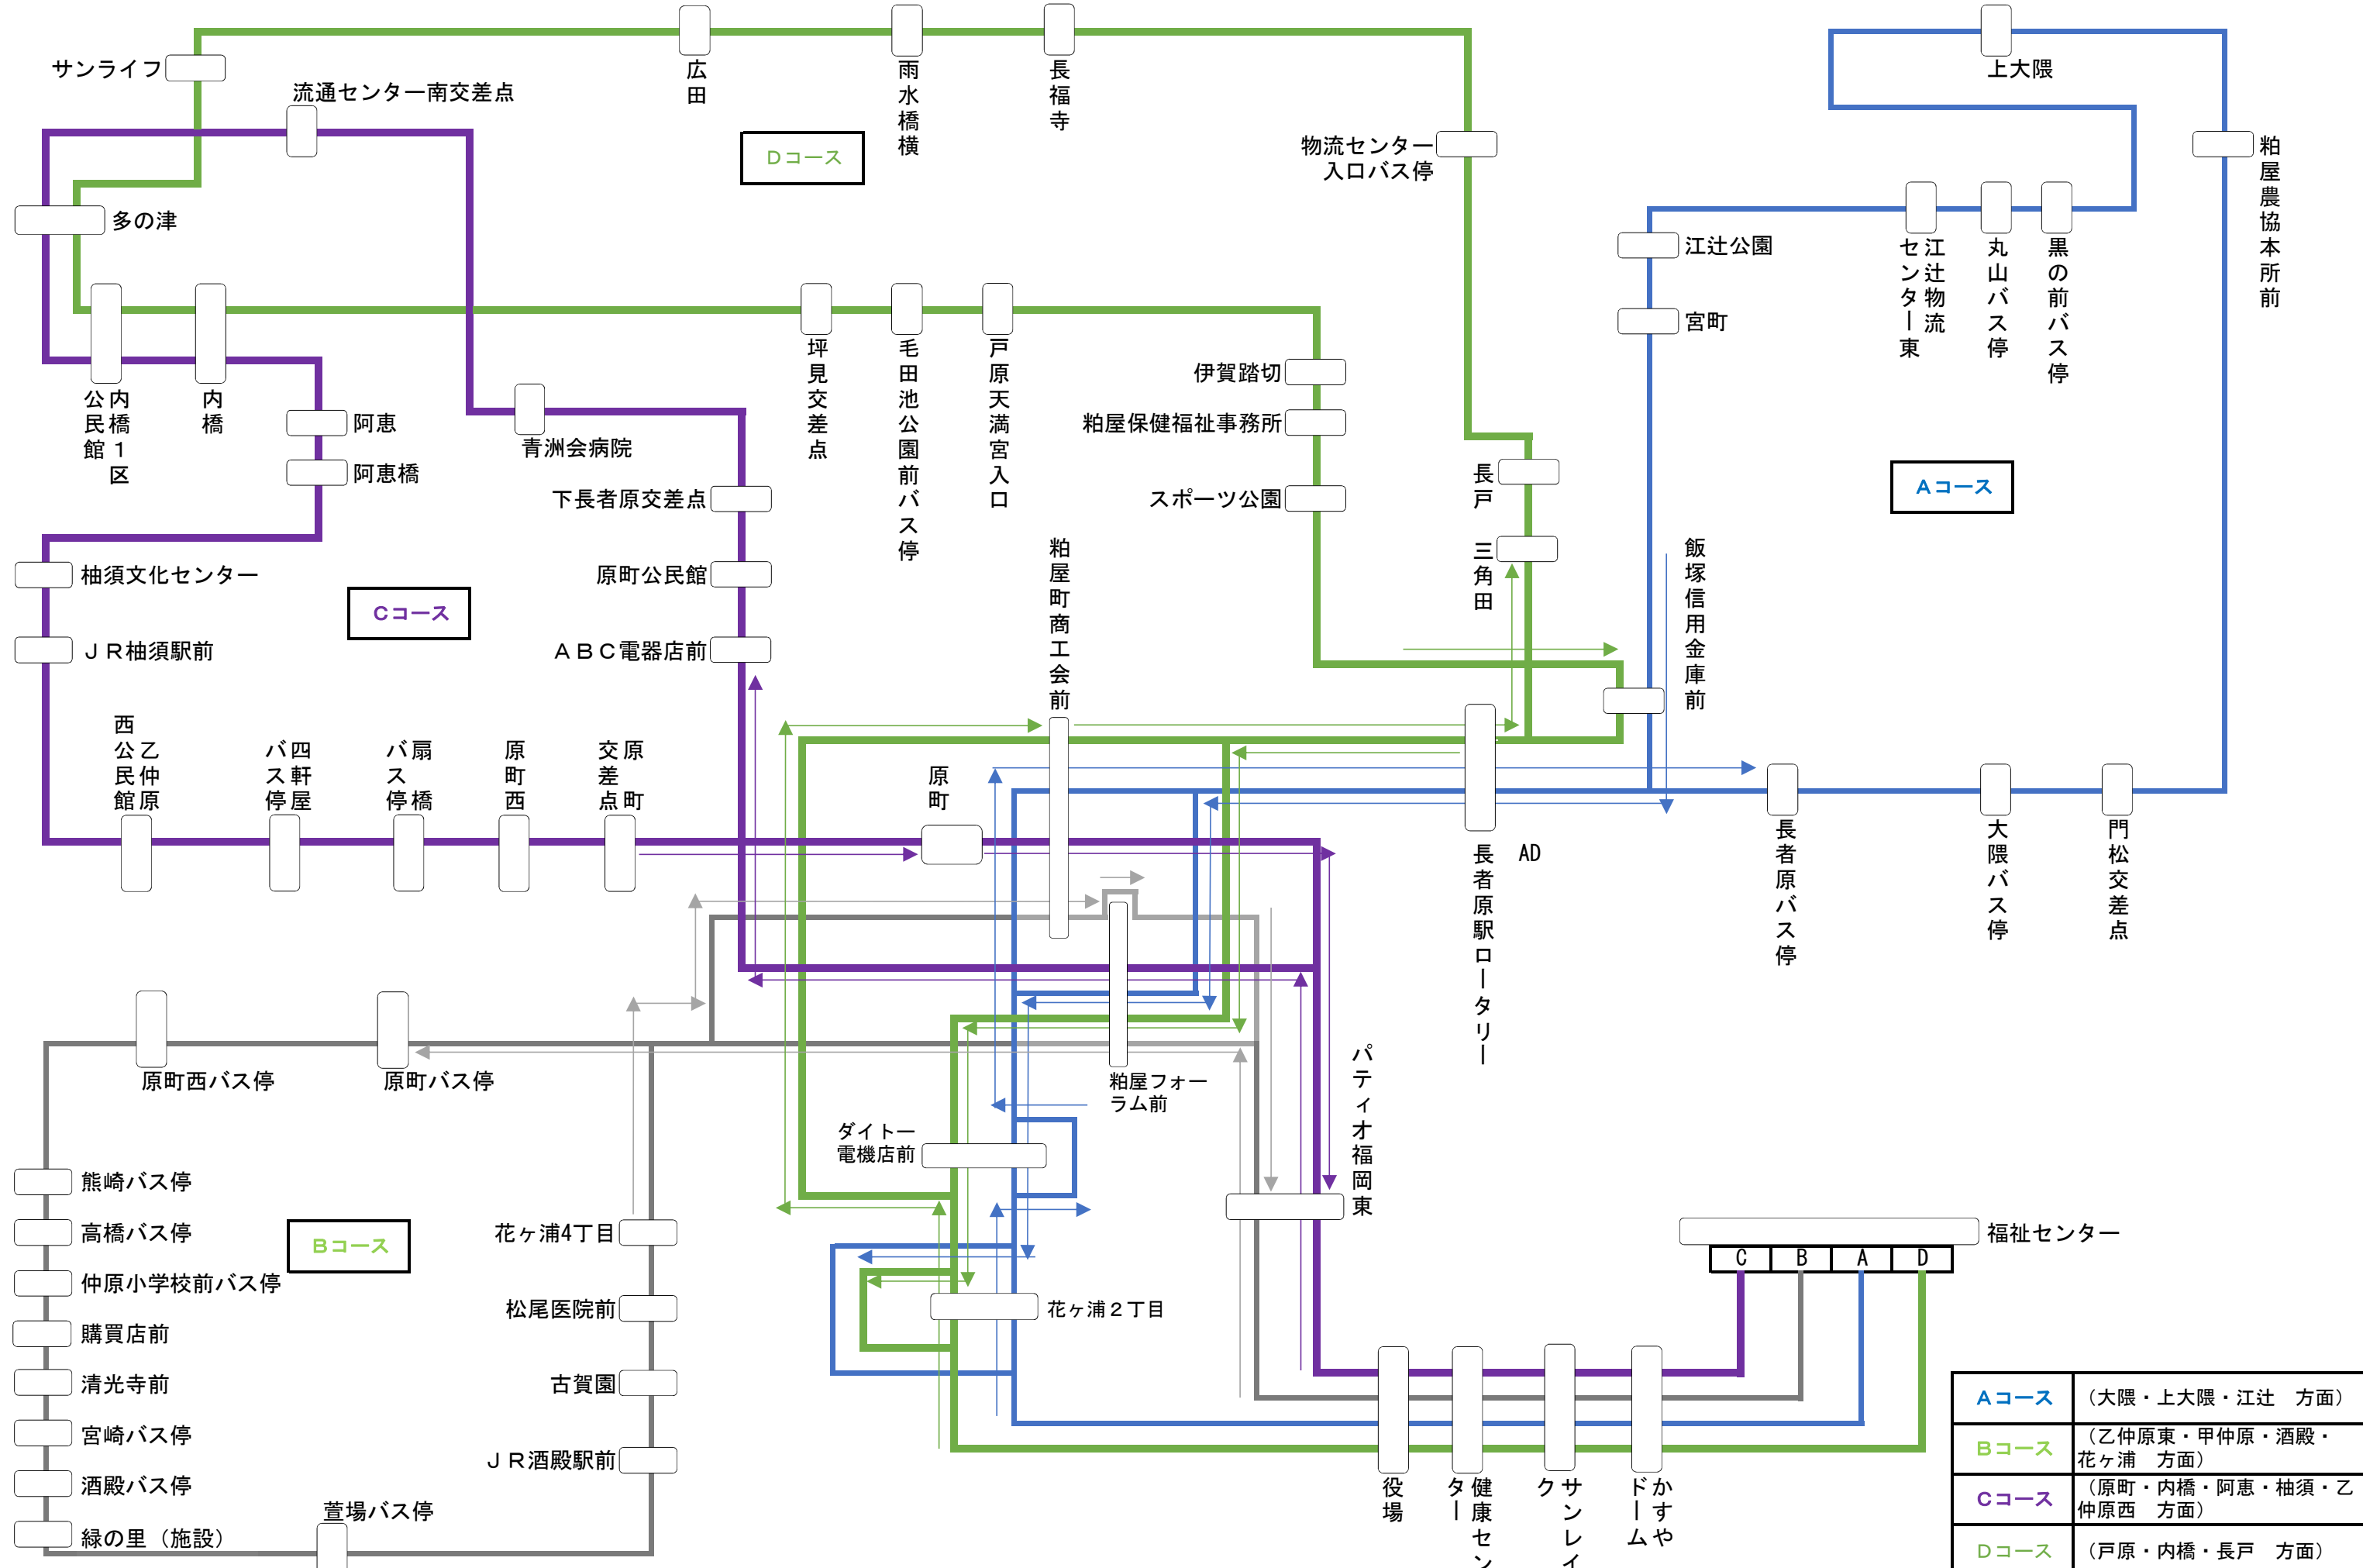 サンライフ
広田
雨水橋横
長福寺
上大隈
流通センター南交差点
Dコース
物流センター
入口バス停
粕屋農協本所前
多の津
江辻公園
江辻物流
センター東
丸山バス停
黒の前バス停
宮町
内橋1区
公民館
内橋
阿恵
阿恵橋
青洲会病院
坪見交差点
毛田池公園前バス停
戸原天満宮入口
伊賀踏切
粕屋保健福祉事務所
スポーツ公園
長戸
三角田
Aコース
下長者原交差点
原町公民館
ABC電器店前
柚須文化センター
Cコース
JR柚須駅前
粕屋町商工会前
飯塚信用金庫前
乙仲原
西公民館
四軒屋
バス停
扇橋
バス停
原町西
原町
交差点
原町
長者原駅ロータリー
AD
長者原バス停
大隈バス停
門松交差点
原町西バス停
原町バス停
粕屋フォー
ラム前
パティオ福岡東
ダイトー
電機店前
熊崎バス停
高橋バス停
仲原小学校前バス停
購買店前
清光寺前
宮崎バス停
酒殿バス停
緑の里(施設)
Bコース
花ヶ浦4丁目
松尾医院前
古賀園
JR酒殿駅前
萱場バス停
花ヶ浦2丁目
福祉センター
C B A D
役場
健康セン
ター
サンレイ
ク
かすや
ドーム
Aコース (大隈・上大隈・江辻 方面)
Bコース (乙仲原東・甲仲原・酒殿・
花ヶ浦 方面)
Cコース (原町・内橋・阿恵・柚須・乙
仲原西 方面)
Dコース (戸原・内橋・長戸 方面)